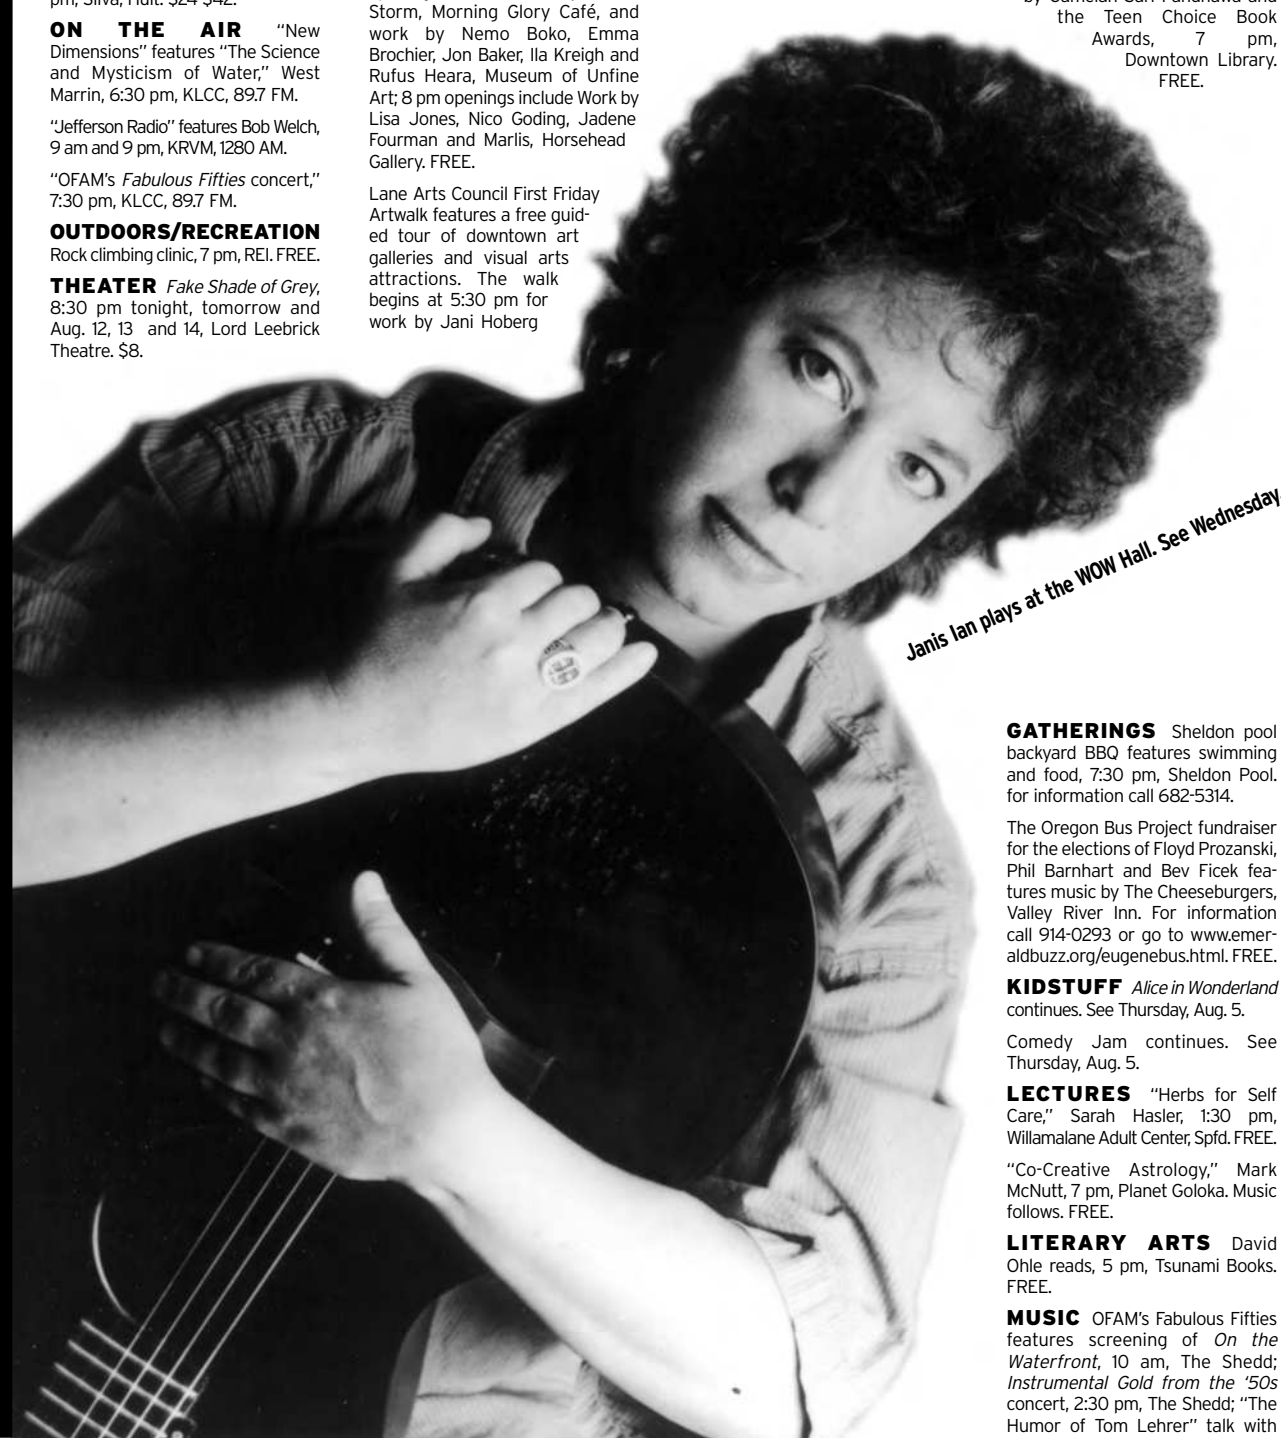 pm, Silva, Hult. $24-$42.
ON THE AIR “New
Dimensions” features “The Science
and Mysticism of Water,” West
Marrin, 6:30 pm, KLCC, 89.7 FM.
“Jefferson Radio” features Bob Welch,
9 am and 9 pm, KRVM, 1280 AM.
“OFAM’s Fabulous Fifties concert,”
7:30 pm, KLCC, 89.7 FM.
OUTDOORS/RECREATION
Rock climbing clinic, 7 pm, REI. FREE.
THEATER Fake Shade of Grey,
8:30 pm tonight, tomorrow and
Aug. 12, 13 and 14, Lord Leebrick
Theatre. $8.
Storm, Morning Glory Café, and
work by Nemo Boko, Emma
Brochier, Jon Baker, Ila Kreigh and
Rufus Heara, Museum of Unfine
Art; 8 pm openings include Work by
Lisa Jones, Nico Goding, Jadene
Fourman and Marlis, Horsehead
Gallery. FREE.
Lane Arts Council First Friday
Artwalk features a free guid-
ed tour of downtown art
galleries and visual arts
attractions. The walk
begins at 5:30 pm for
work by Jani Hoberg
the Teen Choice Book
Awards, 7 pm,
Downtown Library.
FREE.
Janis Ian plays at the WOW Hall. See Wednesday
GATHERINGS Sheldon pool
backyard BBQ features swimming
and food, 7:30 pm, Sheldon Pool.
for information call 682-5314.
The Oregon Bus Project fundraiser
for the elections of Floyd Prozanski,
Phil Barnhart and Bev Ficek fea-
tures music by The Cheeseburgers,
Valley River Inn. For information
call 914-0293 or go to www.emer-
aldbuzz.org/eugenebus.html. FREE.
KIDSTUFF Alice in Wonderland
continues. See Thursday, Aug. 5.
Comedy Jam continues. See
Thursday, Aug. 5.
LECTURES “Herbs for Self
Care,” Sarah Hasler, 1:30 pm,
Willamalane Adult Center, Spfd. FREE.
“Co-Creative Astrology,” Mark
McNutt, 7 pm, Planet Goloka. Music
follows. FREE.
LITERARY ARTS David
Ohle reads, 5 pm, Tsunami Books.
FREE.
MUSIC OFAM’s Fabulous Fifties
features screening of On the
Waterfront, 10 am, The Shedd;
Instrumental Gold from the ‘50s
concert, 2:30 pm, The Shedd; “The
Humor of Tom Lehrer” talk with